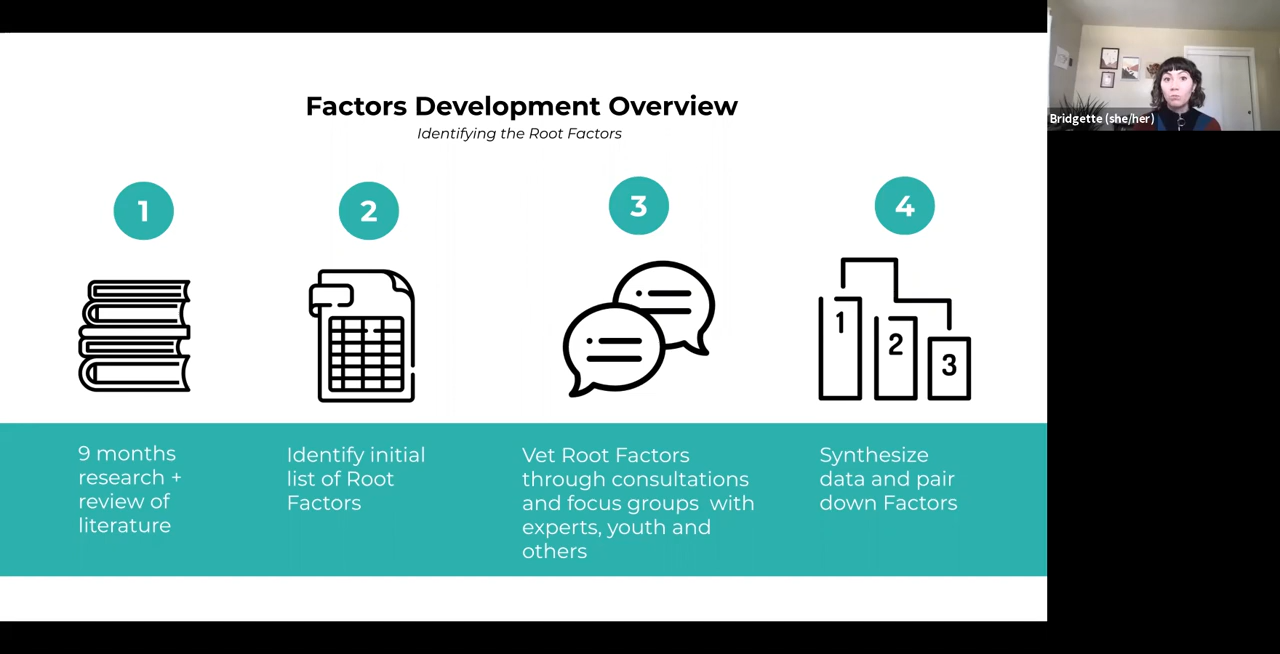 Factors Development Overview
Identifying the Root Factors
1
2
3
4
1
2
3
9 months
research +
review of
literature
Identify initial
list of Root
Factors
Vet Root Factors
through consultations
and focus groups with
experts, youth and
others
Synthesize
data and pair
down Factors
Bridgette (she/her)